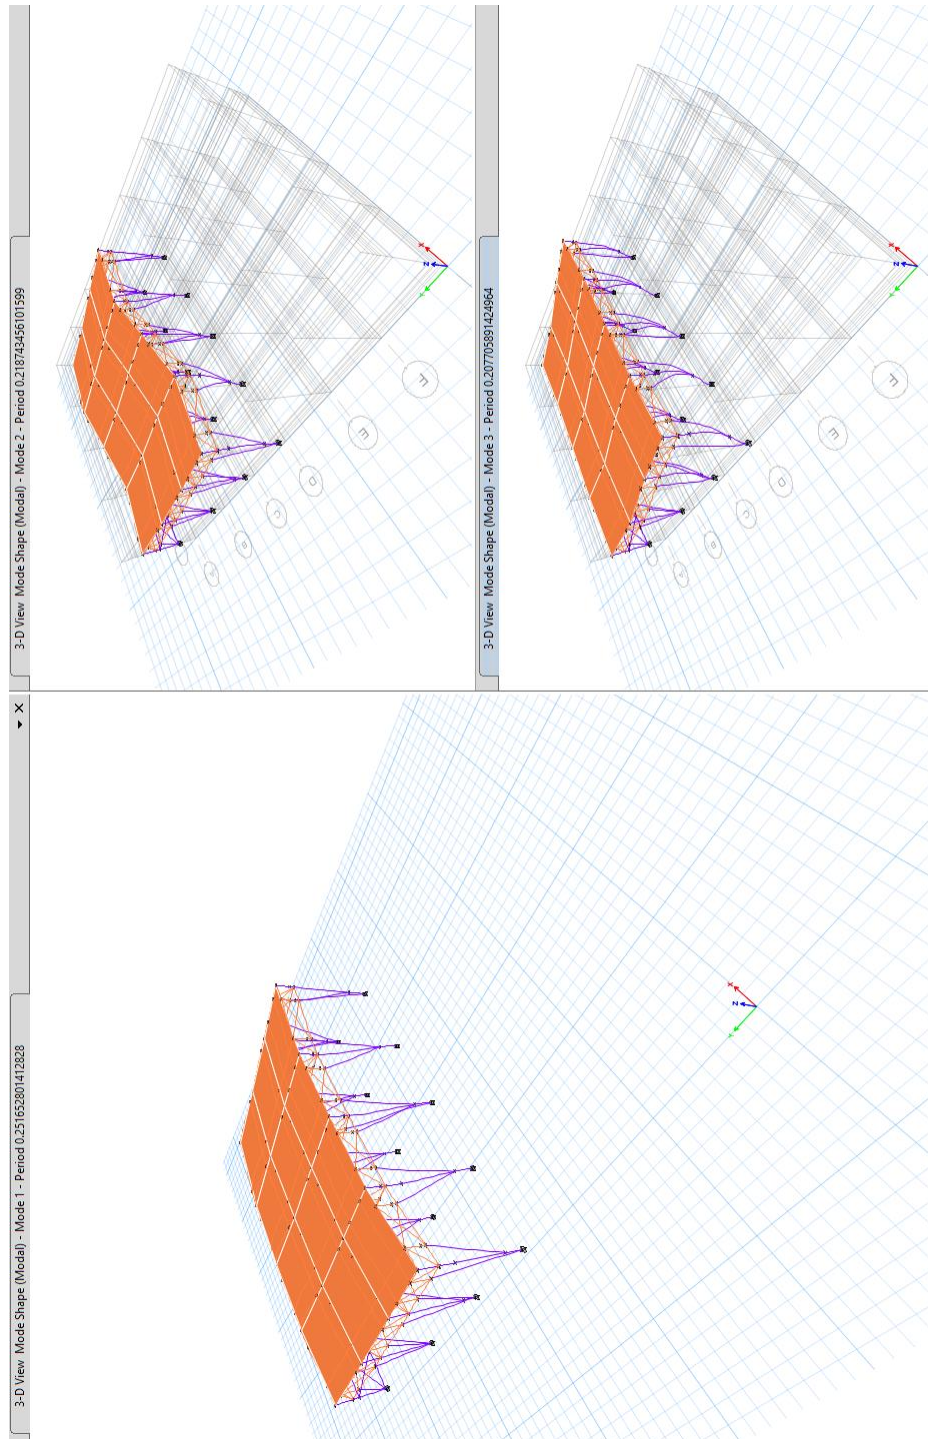 3-D View Mode Shape (Modal) - Mode 1 - Period 0.251652801412828
X
Z
Y
3-D View Mode Shape (Modal) - Mode 2 - Period 0.218743456101599
A
B
C
D
E
F
X
Z
Y
3-D View Mode Shape (Modal) - Mode 3 - Period 0.207705891424964
A
B
C
D
E
F
X
Z
Y